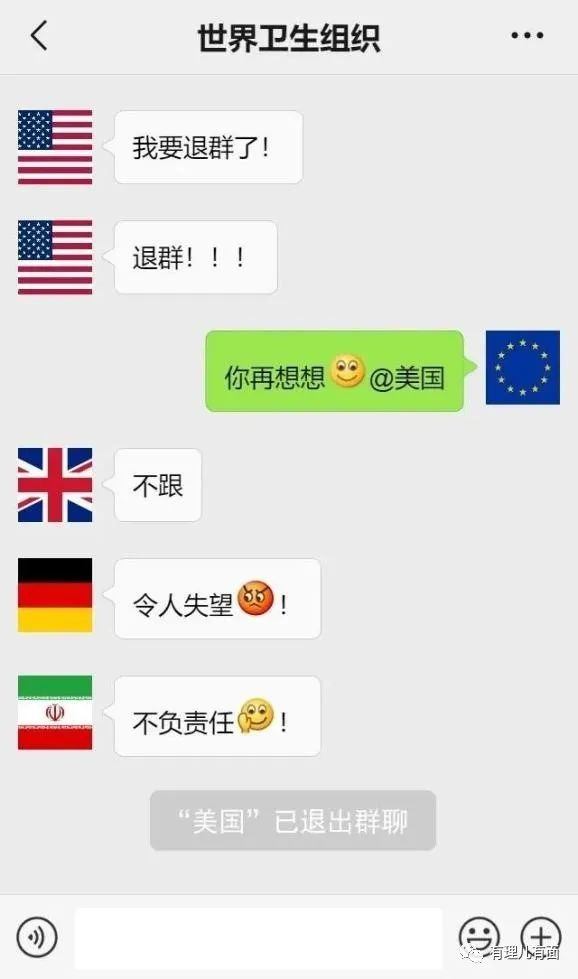 世界卫生组织
我要退群了！
退群！！！
你再想想@美国
不跟
令人失望！
不负责任！
“美国”已退出群聊
有理儿有面